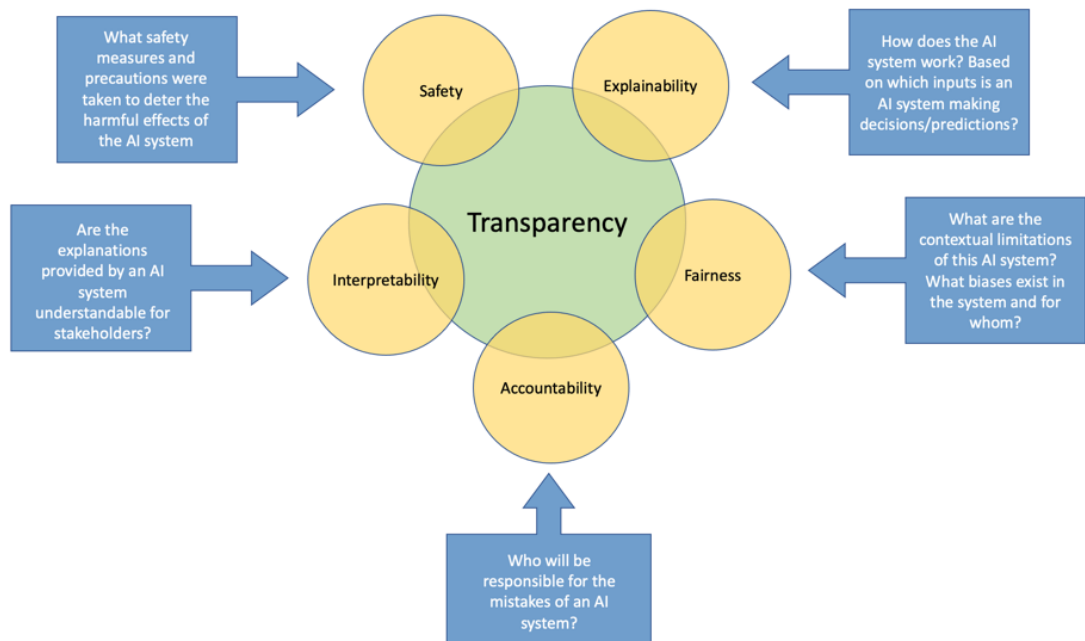 What safety
measures and
precautions were
taken to deter the
harmful effects of
the AI system
Safety
Explainability
How does the AI
system work? Based
on which inputs is an
AI system making
decisions/predictions?
Transparency
Are the
explanations
provided by an AI
system
understandable for
stakeholders?
Interpretability
Fairness
What are the
contextual limitations
of this AI system?
What biases exist in
the system and for
whom?
Accountability
Who will be
responsible for the
mistakes of an AI
system?